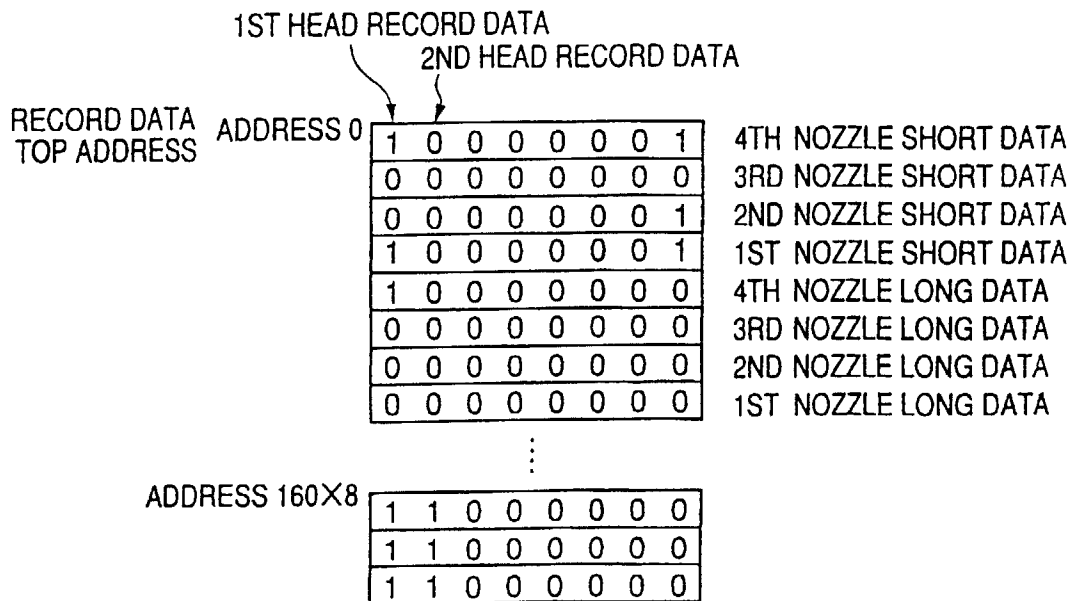 1ST HEAD RECORD DATA
2ND HEAD RECORD DATA
RECORD DATA
TOP ADDRESS
ADDRESS 0
1 0 0 0 0 0 0 1 4TH NOZZLE SHORT DATA
0 0 0 0 0 0 0 0 3RD NOZZLE SHORT DATA
0 0 0 0 0 0 0 1 2ND NOZZLE SHORT DATA
1 0 0 0 0 0 0 1 1ST NOZZLE SHORT DATA
1 0 0 0 0 0 0 0 4TH NOZZLE LONG DATA
0 0 0 0 0 0 0 0 3RD NOZZLE LONG DATA
0 0 0 0 0 0 0 0 2ND NOZZLE LONG DATA
0 0 0 0 0 0 0 0 1ST NOZZLE LONG DATA
ADDRESS 160×8
1 1 0 0 0 0 0 0
1 1 0 0 0 0 0 0
1 1 0 0 0 0 0 0